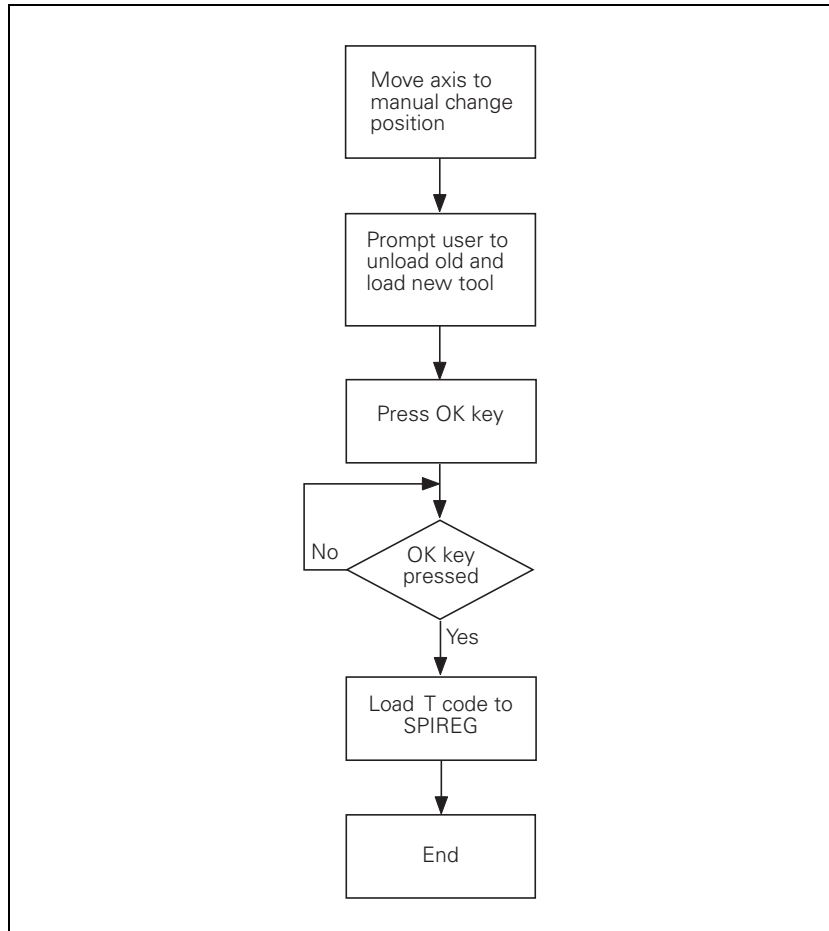 Move axis to
manual change
position
Prompt user to
unload old and
load new tool
Press OK key
No
OK key
pressed
Yes
Load T code to
SPIREG
End